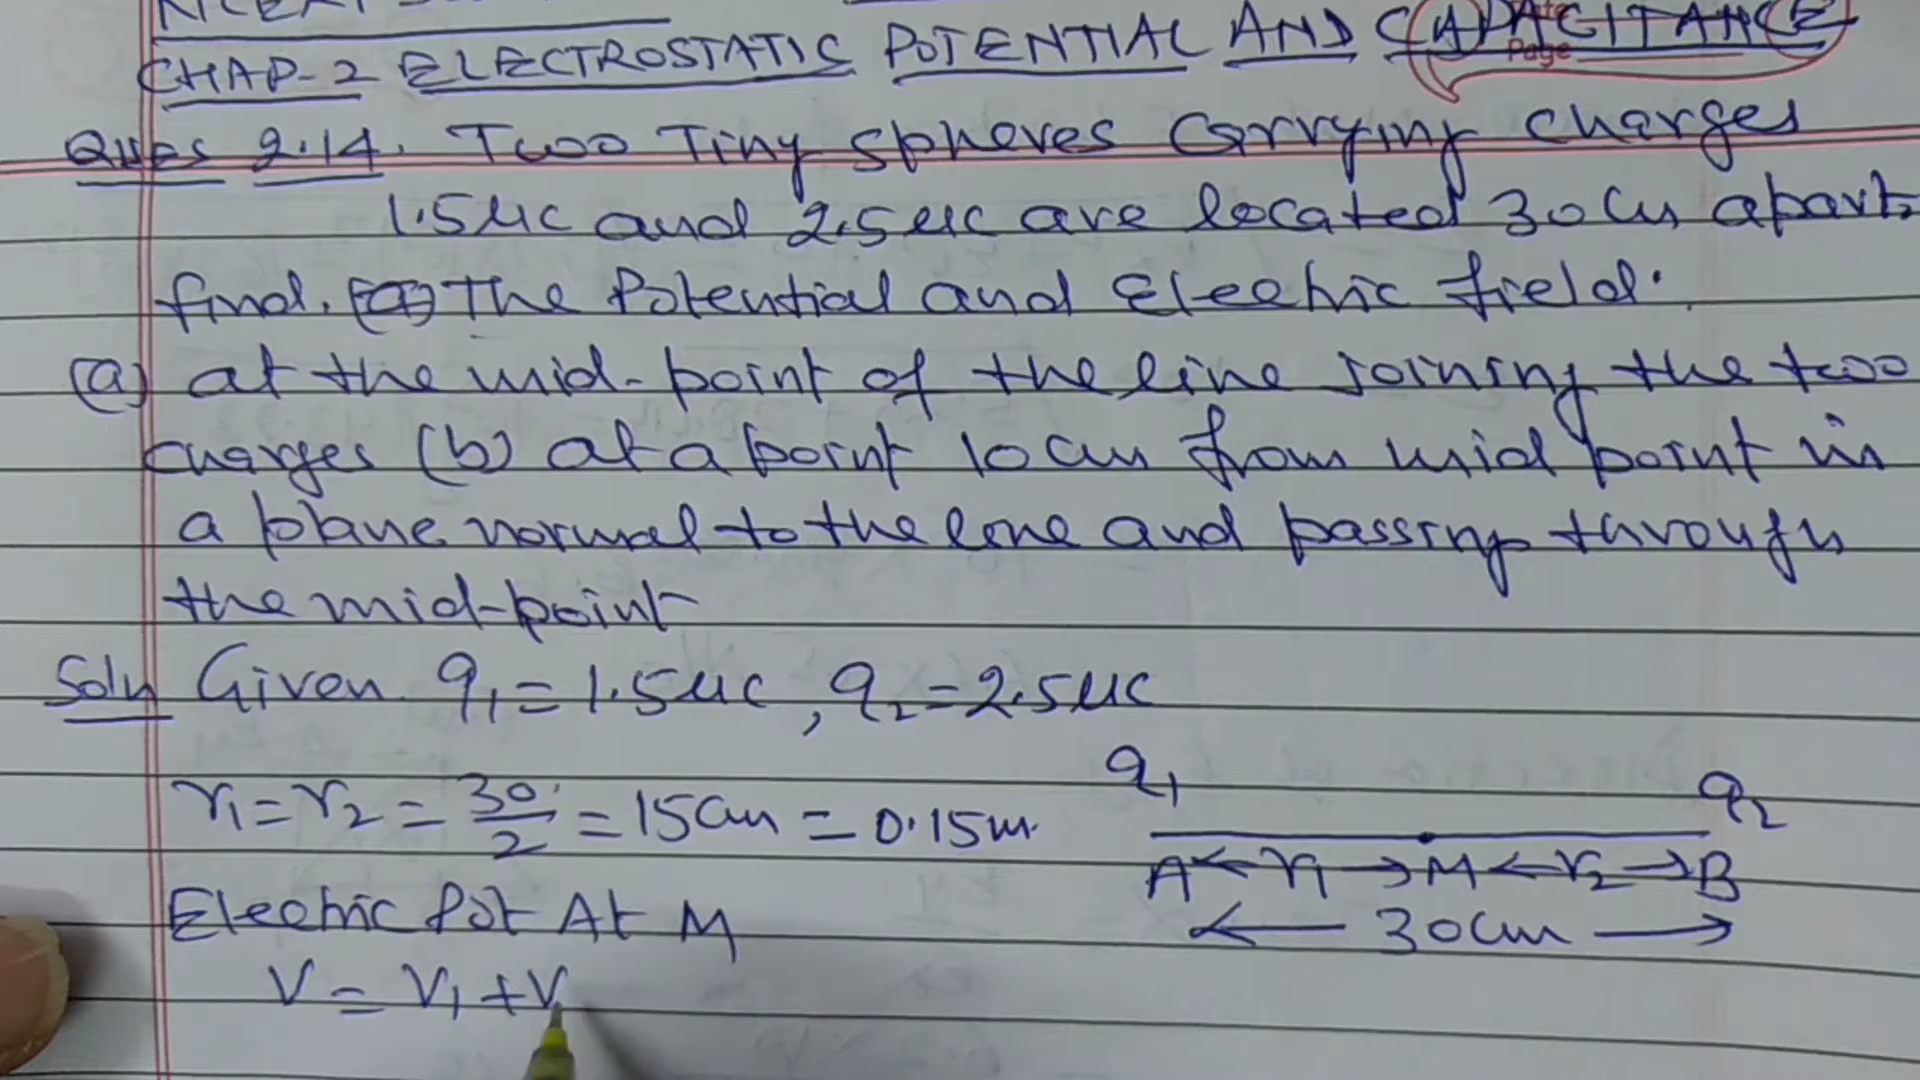 CHAP-2 ELECTROSTATIC POTENTIAL AND CAPACITANCE
Page
Ques 2.14. Two Tiny spheres Carrying charges
1.5μC and 2.5μC are located 30cm apart,
find. (a) The Potential and Electric field.
(a) at the mid-point of the line Joining the two
charges (b) at a point 10cm from mid point in
a plane normal to the line and passing through
the mid-point
Soln Given q₁ = 1.5μC, q₂ = 2.5μC
r₁ = r₂ = 30/2 = 15cm = 0.15m.
q₁ q₂
A ← r₁ → M ← r₂ → B
← 30cm →
Electric Pot At M
V = V₁ + V